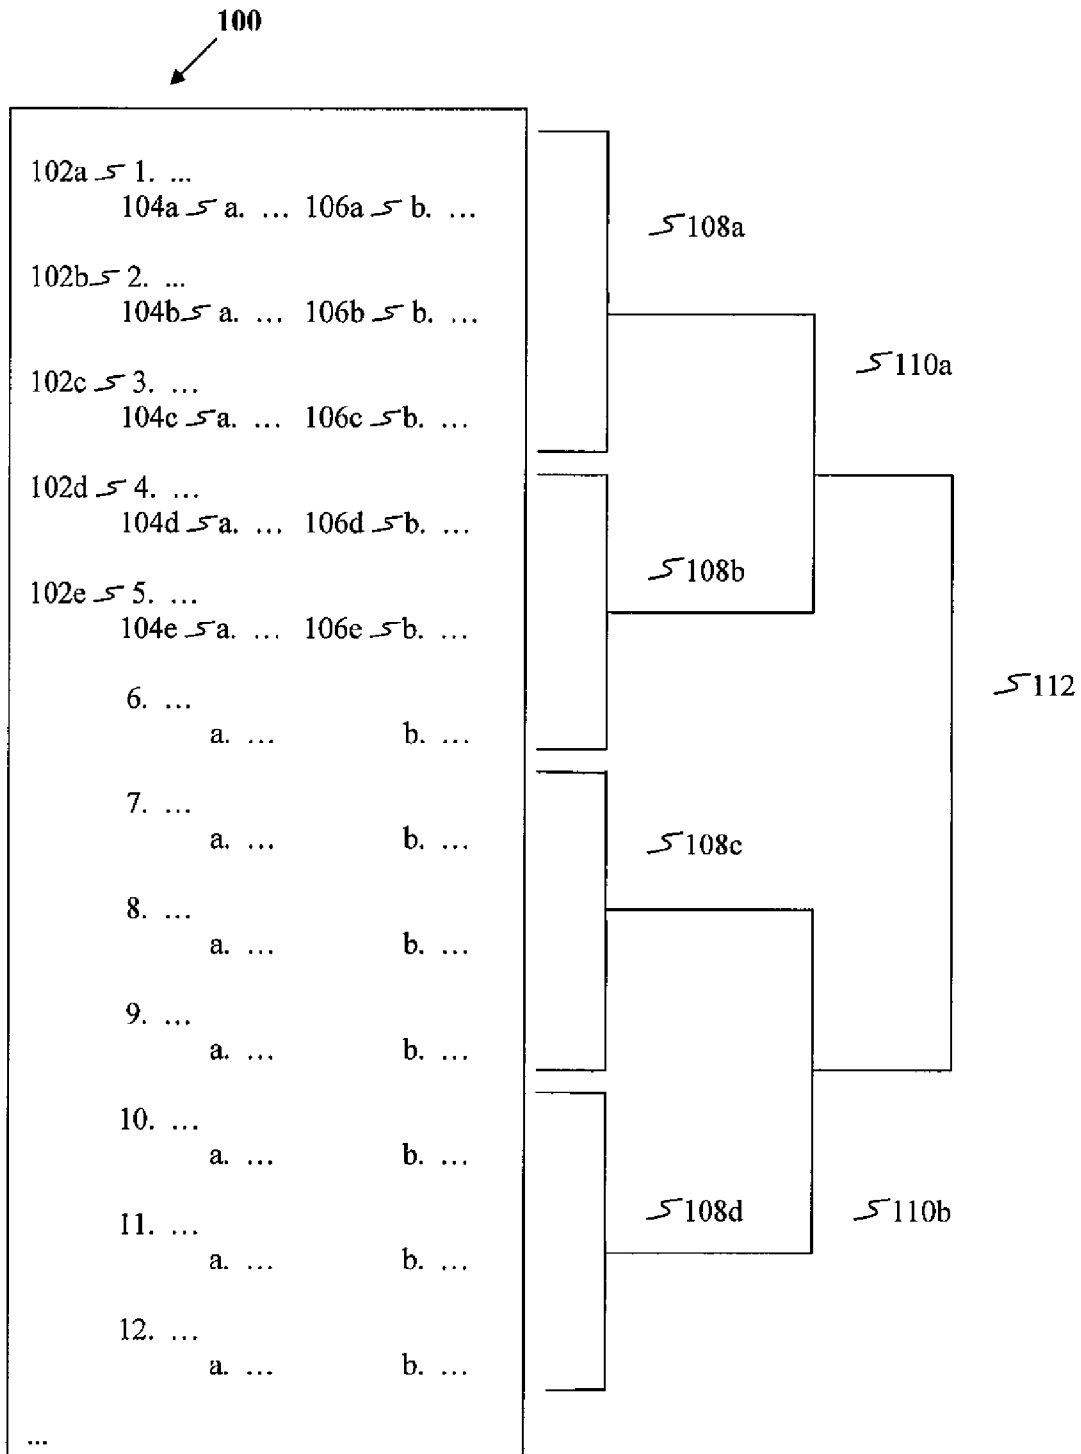 100
102a 1. ...
104a a. ... 106a b. ...
108a
102b 2. ...
104b a. ... 106b b. ...
110a
102c 3. ...
104c a. ... 106c b. ...
102d 4. ...
104d a. ... 106d b. ...
108b
102e 5. ...
104e a. ... 106e b. ...
6. ...
112
a. ... b. ...
7. ...
a. ... b. ...
108c
8. ...
a. ... b. ...
9. ...
a. ... b. ...
10. ...
a. ... b. ...
108d
110b
11. ...
a. ... b. ...
12. ...
a. ... b. ...
...